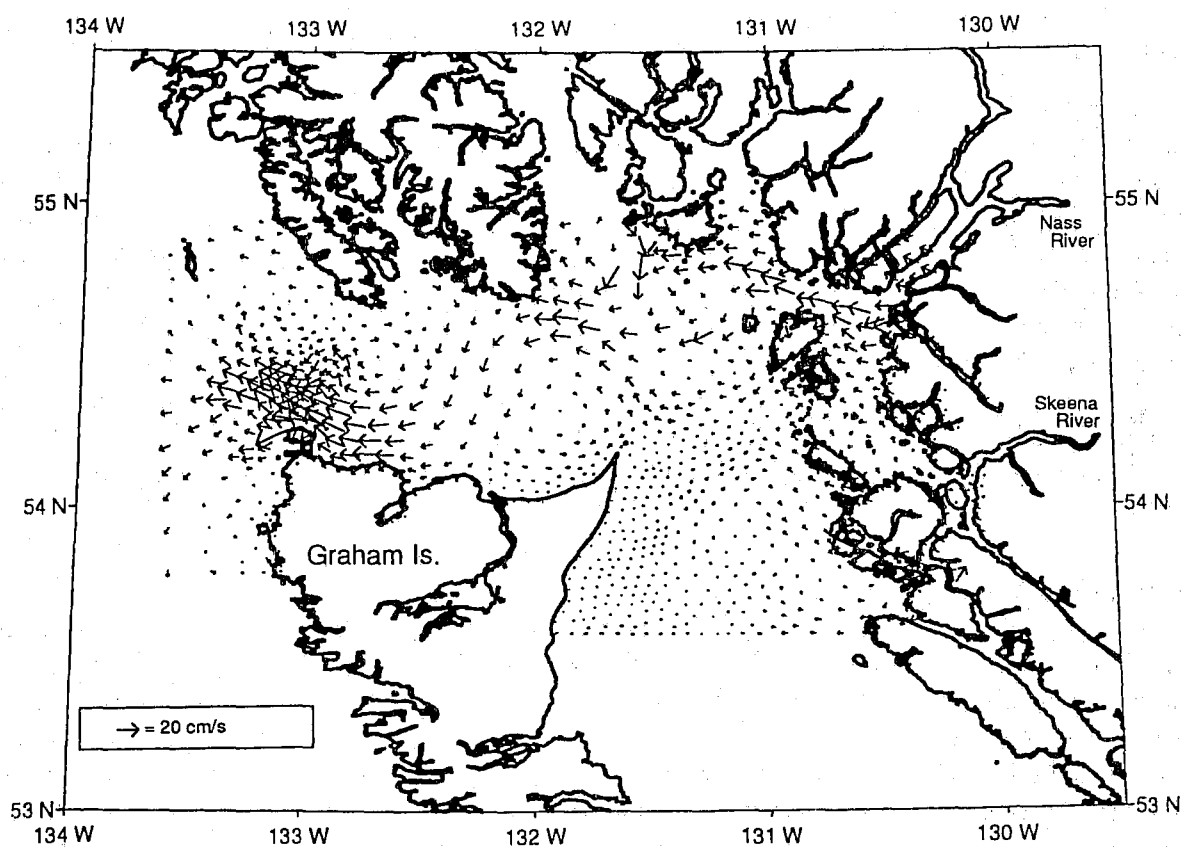 134 W 133 W 132 W 131 W 130 W
55 N
55 N
Nass
River
Skeena
River
54 N
54 N
Graham Is.
= 20 cm/s
53 N
53 N
134 W 133 W 132 W 131 W 130 W